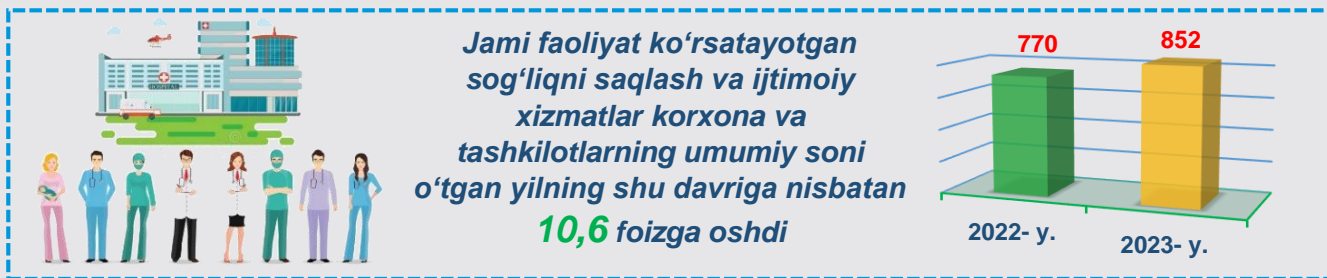 HOSPITAL
Jami faoliyat ko‘rsatayotgan
sog‘liqni saqlash va ijtimoiy
xizmatlar korxona va
tashkilotlarning umumiy soni
o‘tgan yilning shu davriga nisbatan
10,6 foizga oshdi
770
852
2022- y.
2023- y.